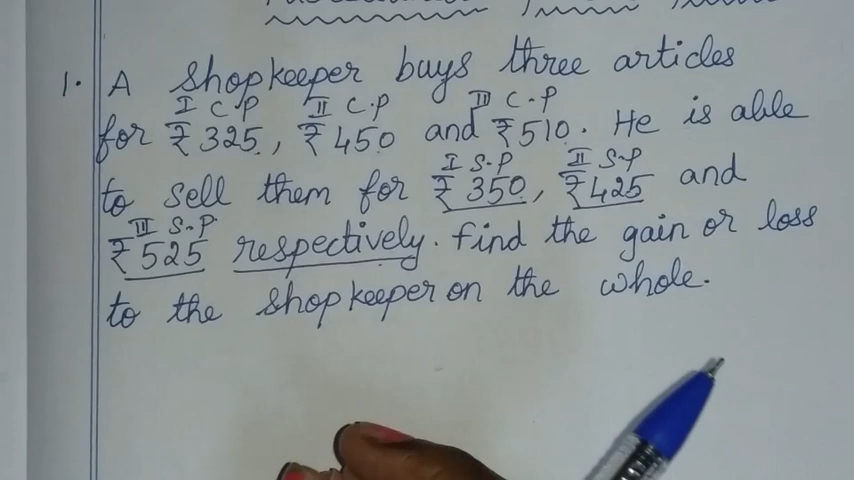 1. A shopkeeper buys three articles
I C.P II C.P III C.P
for ₹325, ₹450 and ₹510. He is able
I S.P II S.P
to sell them for ₹350, ₹425 and
III S.P
₹525 respectively. find the gain or loss
to the shopkeeper on the whole.